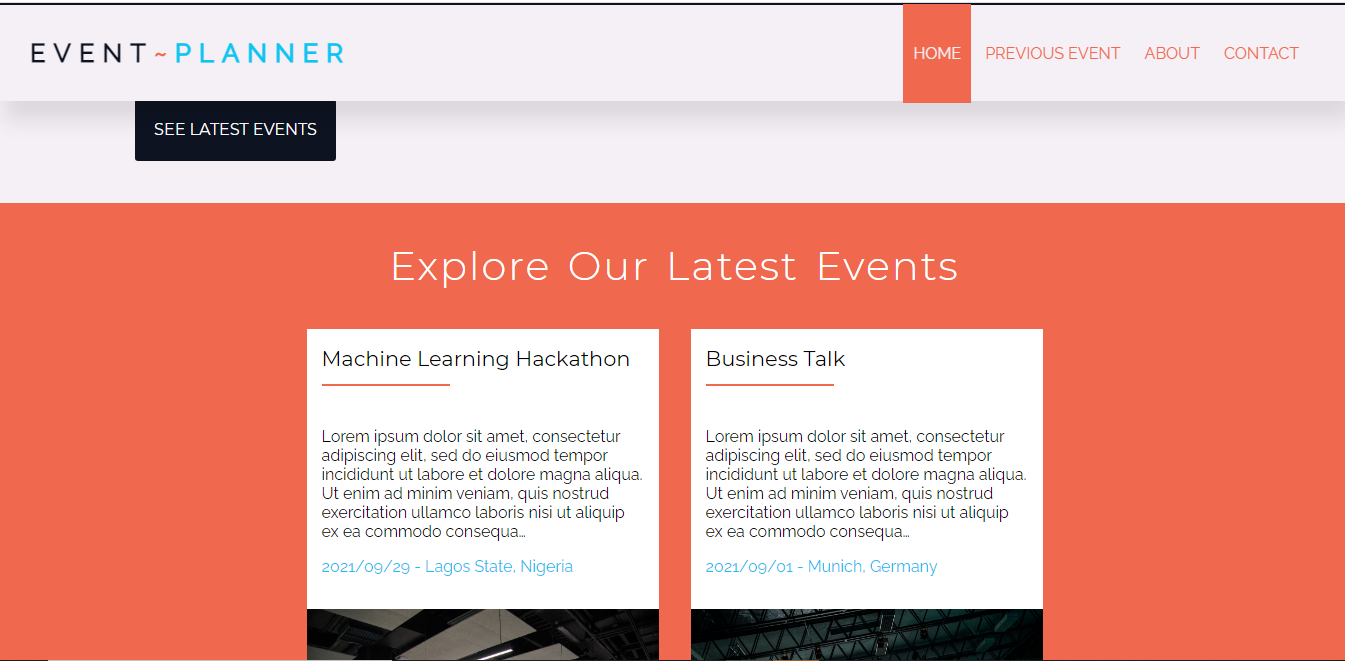 EVENT~PLANNER
HOME PREVIOUS EVENT ABOUT CONTACT
SEE LATEST EVENTS
Explore Our Latest Events
Machine Learning Hackathon
Lorem ipsum dolor sit amet, consectetur
adipiscing elit, sed do eiusmod tempor
incididunt ut labore et dolore magna aliqua.
Ut enim ad minim veniam, quis nostrud
exercitation ullamco laboris nisi ut aliquip
ex ea commodo consequa...
2021/09/29 - Lagos State, Nigeria
Business Talk
Lorem ipsum dolor sit amet, consectetur
adipiscing elit, sed do eiusmod tempor
incididunt ut labore et dolore magna aliqua.
Ut enim ad minim veniam, quis nostrud
exercitation ullamco laboris nisi ut aliquip
ex ea commodo consequa...
2021/09/01 - Munich, Germany